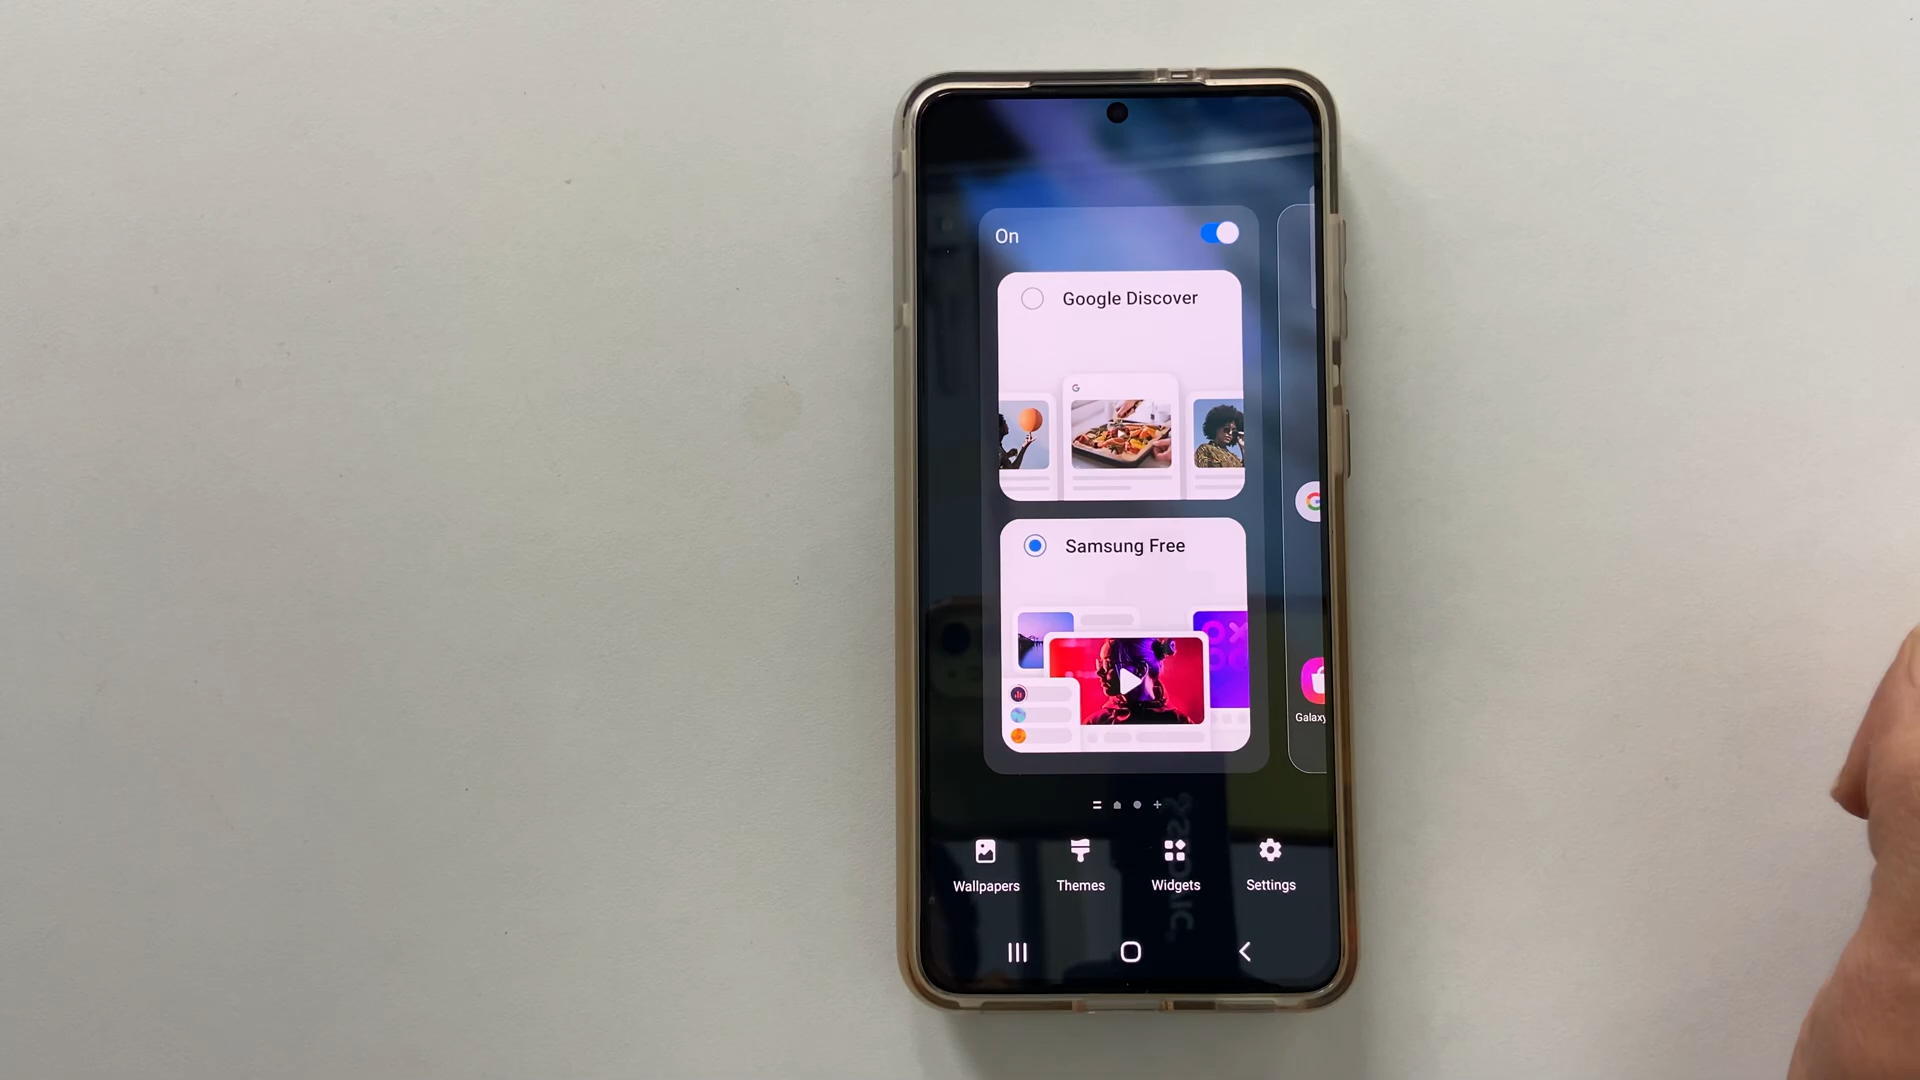 On
Google Discover
G
Samsung Free
Galaxy
Wallpapers
Themes
Widgets
Settings